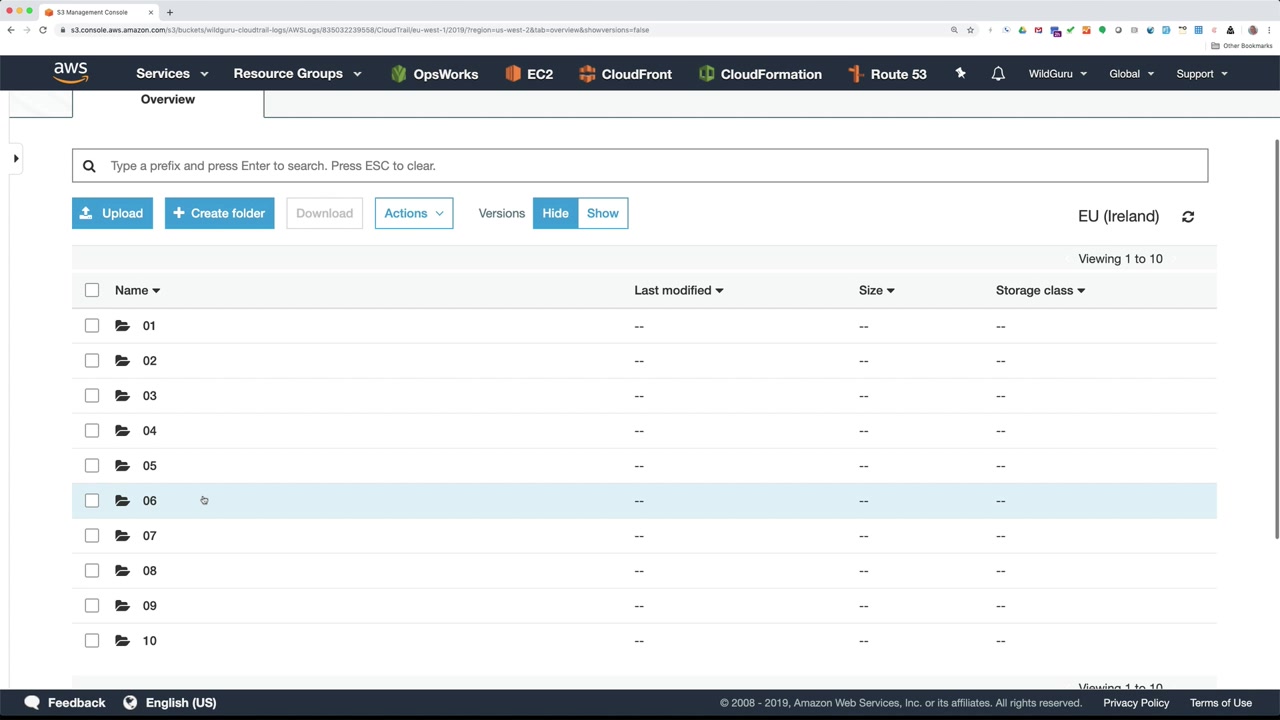 S3 Management Console
s3.console.aws.amazon.com/s3/buckets/wildguru-cloudtrail-logs/AWSLogs/835032239558/CloudTrail/eu-west-1/2019/?region=us-west-2&tab=overview&showversions=false
Other Bookmarks
aws Services Resource Groups OpsWorks EC2 CloudFront CloudFormation Route 53 WildGuru Global Support
Overview
Type a prefix and press Enter to search. Press ESC to clear.
Upload + Create folder Download Actions Versions Hide Show EU (Ireland)
Viewing 1 to 10
Name Last modified Size Storage class
01 -- -- --
02 -- -- --
03 -- -- --
04 -- -- --
05 -- -- --
06 -- -- --
07 -- -- --
08 -- -- --
09 -- -- --
10 -- -- --
Viewing 1 to 10
Feedback English (US) © 2008 - 2019, Amazon Web Services, Inc. or its affiliates. All rights reserved. Privacy Policy Terms of Use